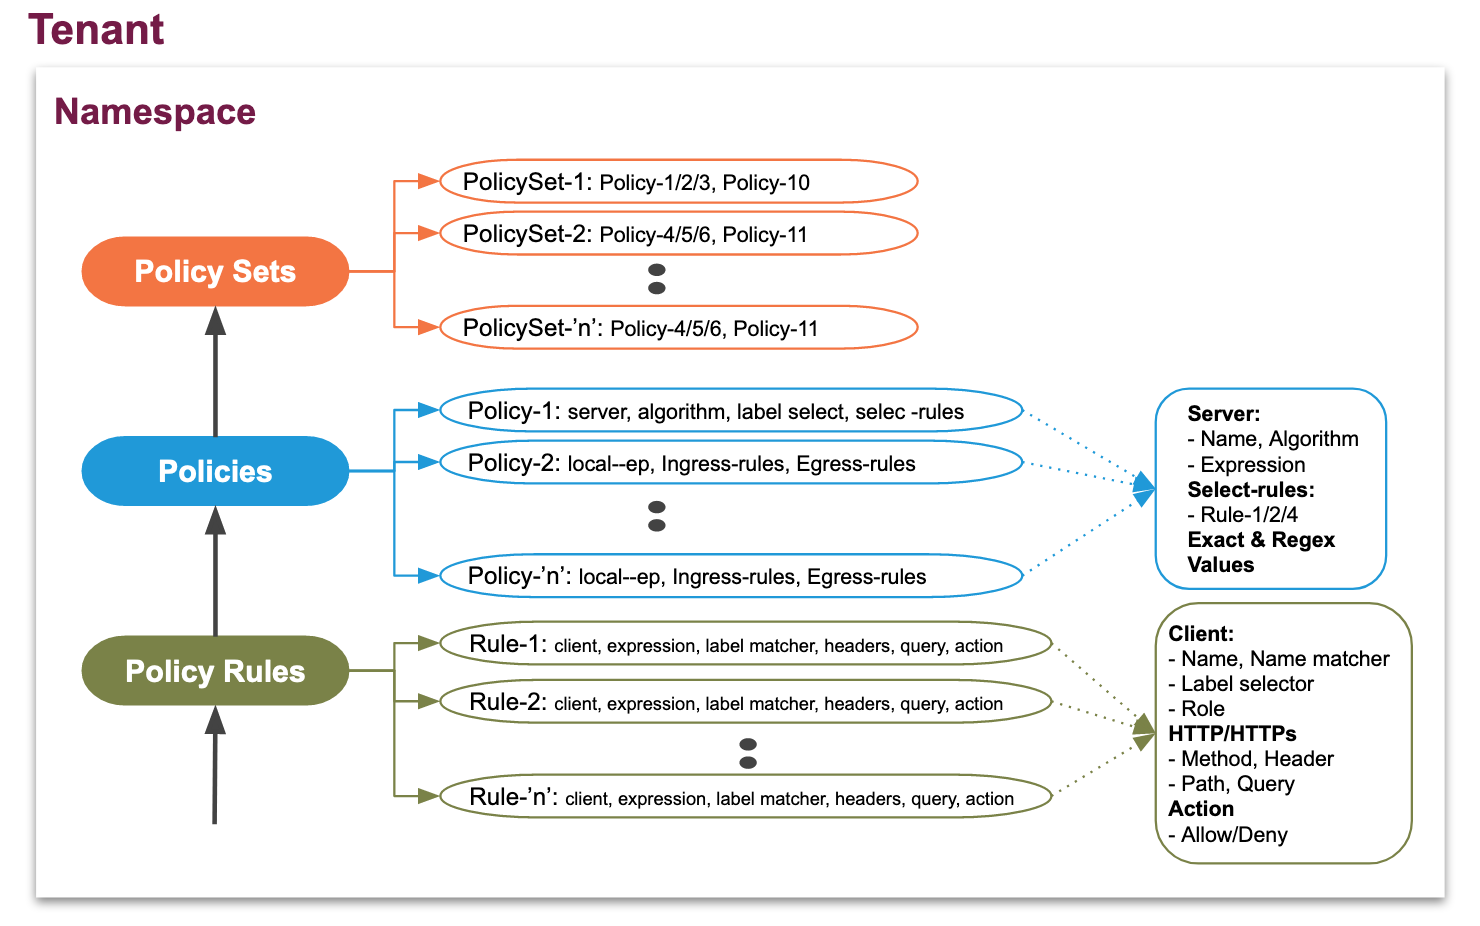 Tenant
Namespace
Policy Sets
PolicySet-1: Policy-1/2/3, Policy-10
PolicySet-2: Policy-4/5/6, Policy-11
PolicySet-’n’: Policy-4/5/6, Policy-11
Policies
Policy-1: server, algorithm, label select, selec -rules
Policy-2: local--ep, Ingress-rules, Egress-rules
Policy-’n’: local--ep, Ingress-rules, Egress-rules
Server:
- Name, Algorithm
- Expression
Select-rules:
- Rule-1/2/4
Exact & Regex
Values
Policy Rules
Rule-1: client, expression, label matcher, headers, query, action
Rule-2: client, expression, label matcher, headers, query, action
Rule-’n’: client, expression, label matcher, headers, query, action
Client:
- Name, Name matcher
- Label selector
- Role
HTTP/HTTPs
- Method, Header
- Path, Query
Action
- Allow/Deny